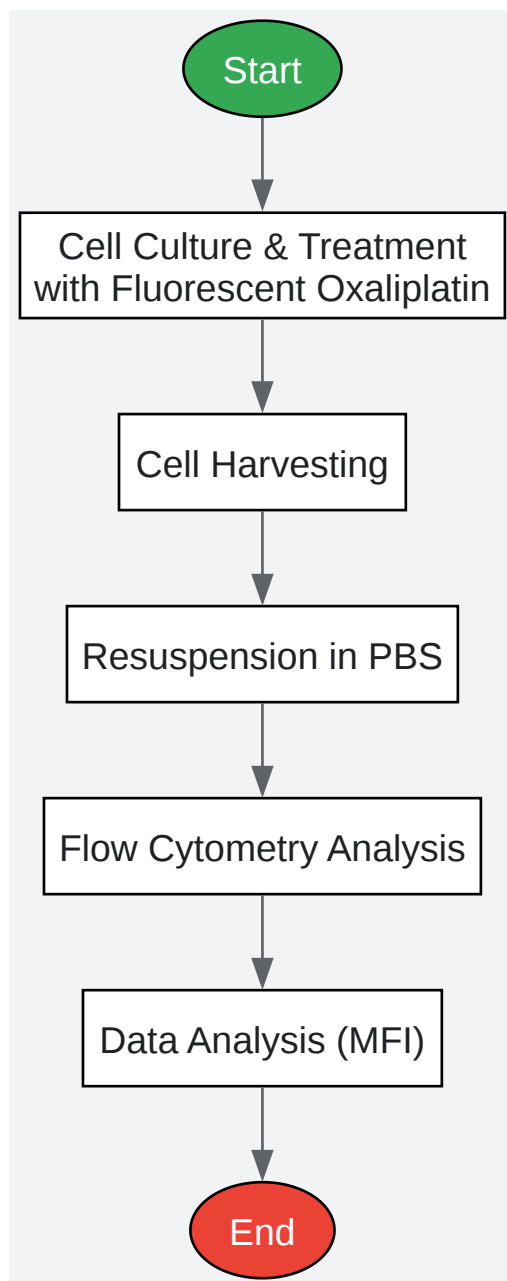 Start
Cell Culture & Treatment
with Fluorescent Oxaliplatin
Cell Harvesting
Resuspension in PBS
Flow Cytometry Analysis
Data Analysis (MFI)
End